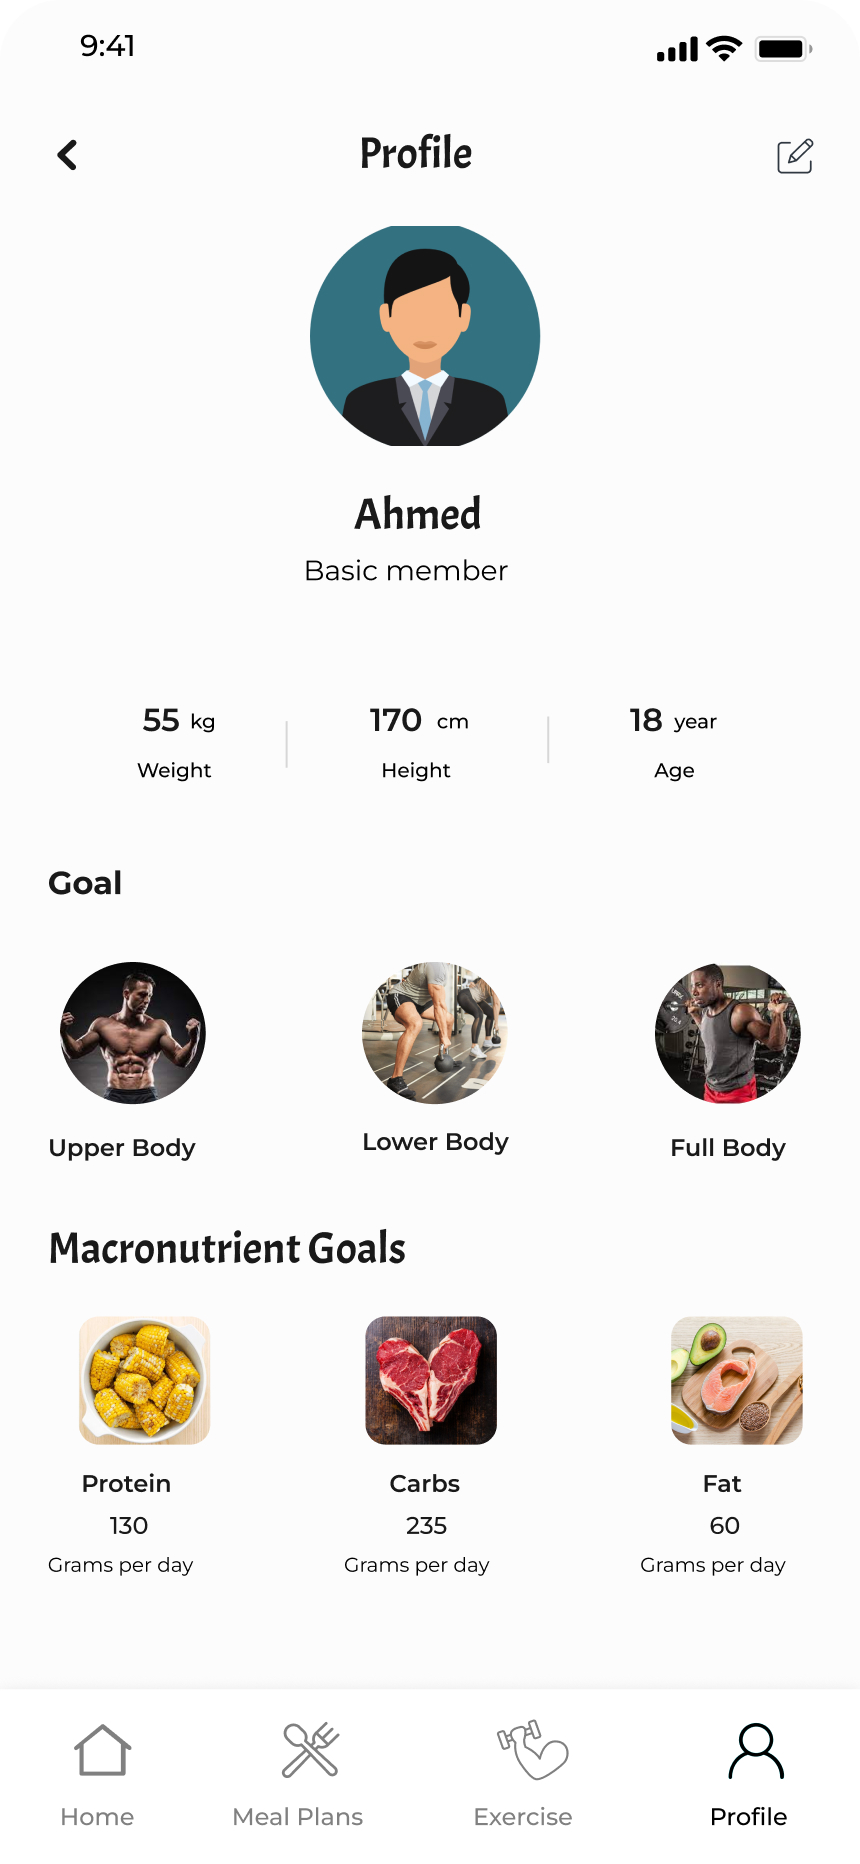 9:41
Profile
Ahmed
Basic member
55 kg 170 cm 18 year
Weight Height Age
Goal
Upper Body Lower Body Full Body
Macronutrient Goals
Protein Carbs Fat
130 235 60
Grams per day Grams per day Grams per day
Home Meal Plans Exercise Profile